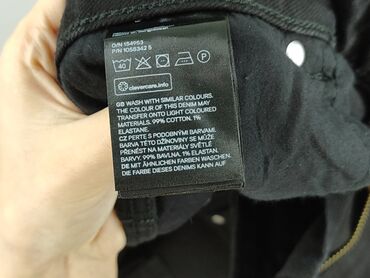 O/N 154953
P/N 1058342 5
40
clevercare.info
GB WASH WITH SIMILAR COLOURS.
THE COLOUR OF THIS DENIM MAY
TRANSFER ONTO LIGHT COLOURED
MATERIALS. 99% COTTON. 1%
ELASTANE.
CZ PERTE S PODOBNÝMI BARVAMI.
BARVA TÉTO DŽÍNOVINY SE MŮŽE
PŘENÉST NA MATERIÁLY SVĚTLÉ
BARVY. 99% BAVLNA. 1% ELASTAN.
DE MIT ÄHNLICHEN FARBEN WASCHEN.
DIE FARBE DIESES DENIMS KANN AUF